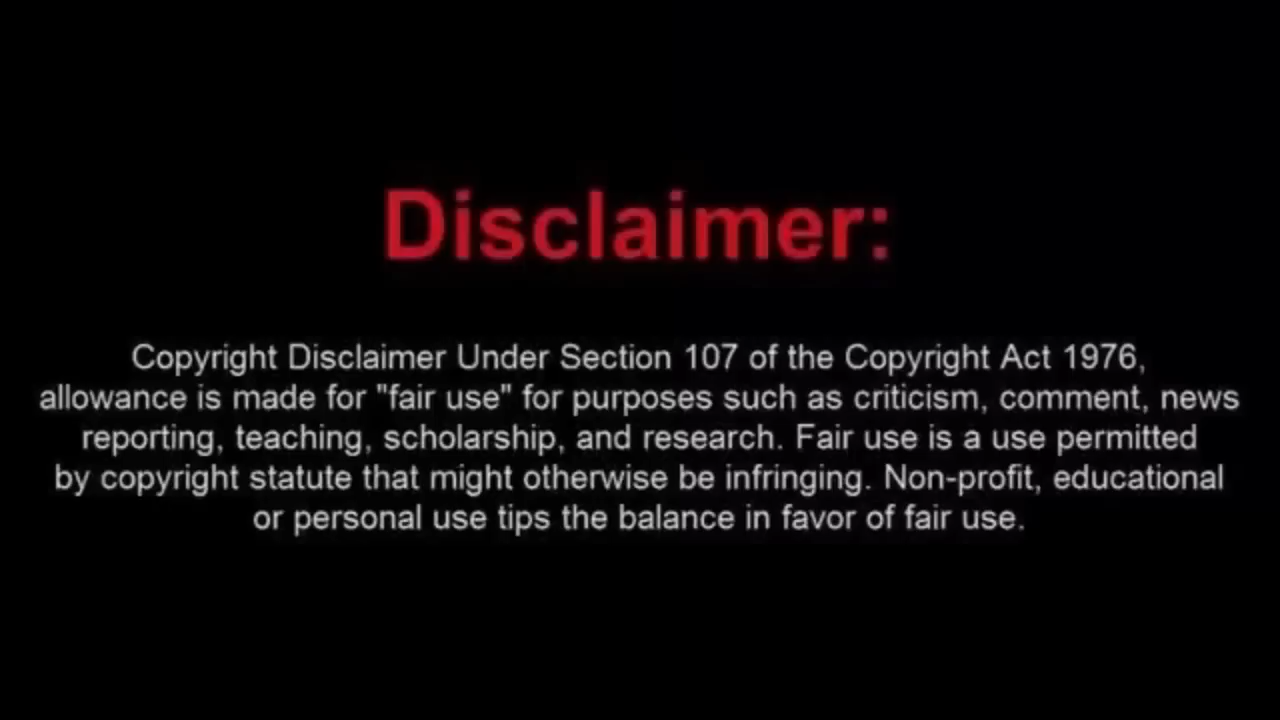 Disclaimer:
Copyright Disclaimer Under Section 107 of the Copyright Act 1976,
allowance is made for "fair use" for purposes such as criticism, comment, news
reporting, teaching, scholarship, and research. Fair use is a use permitted
by copyright statute that might otherwise be infringing. Non-profit, educational
or personal use tips the balance in favor of fair use.